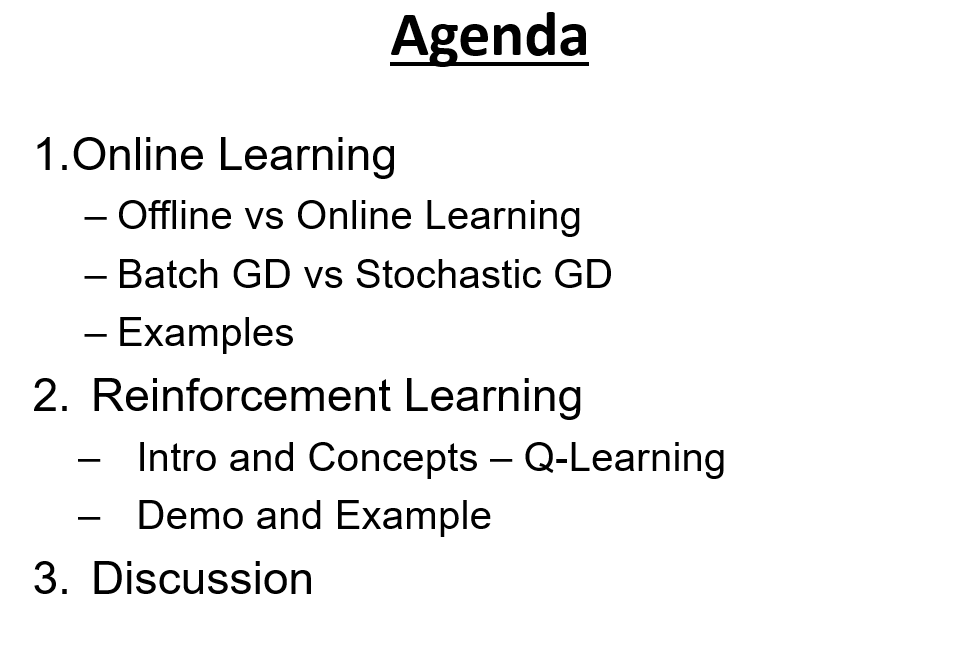 Agenda
1.Online Learning
– Offline vs Online Learning
– Batch GD vs Stochastic GD
– Examples
2. Reinforcement Learning
– Intro and Concepts – Q-Learning
– Demo and Example
3. Discussion